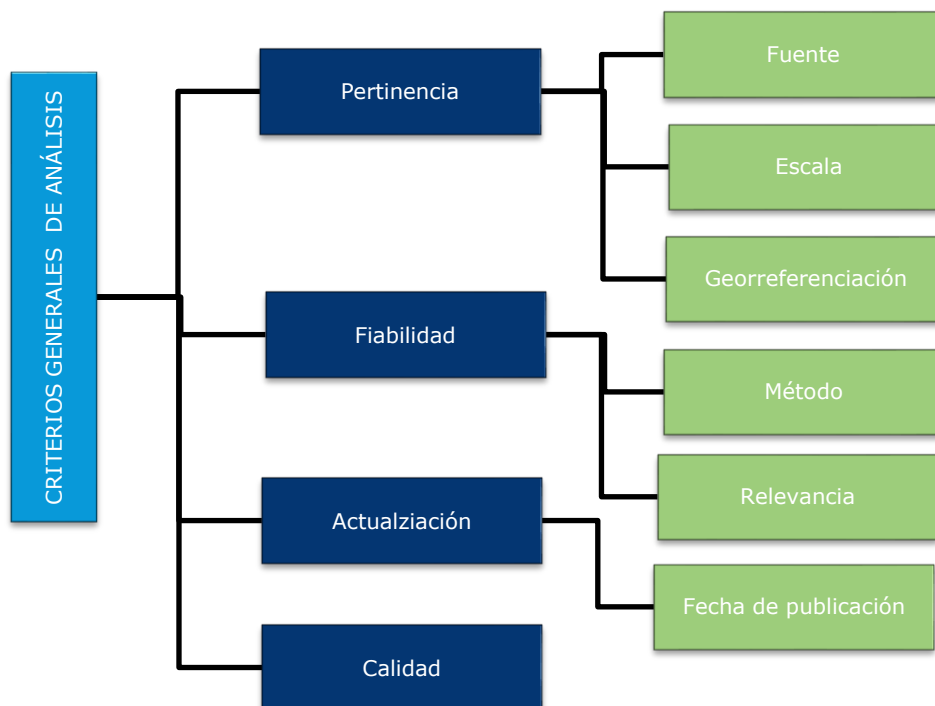 CRITERIOS GENERALES DE ANÁLISIS
Pertinencia
Fuente
Escala
Georreferenciación
Fiabilidad
Método
Relevancia
Actualziación
Fecha de publicación
Calidad